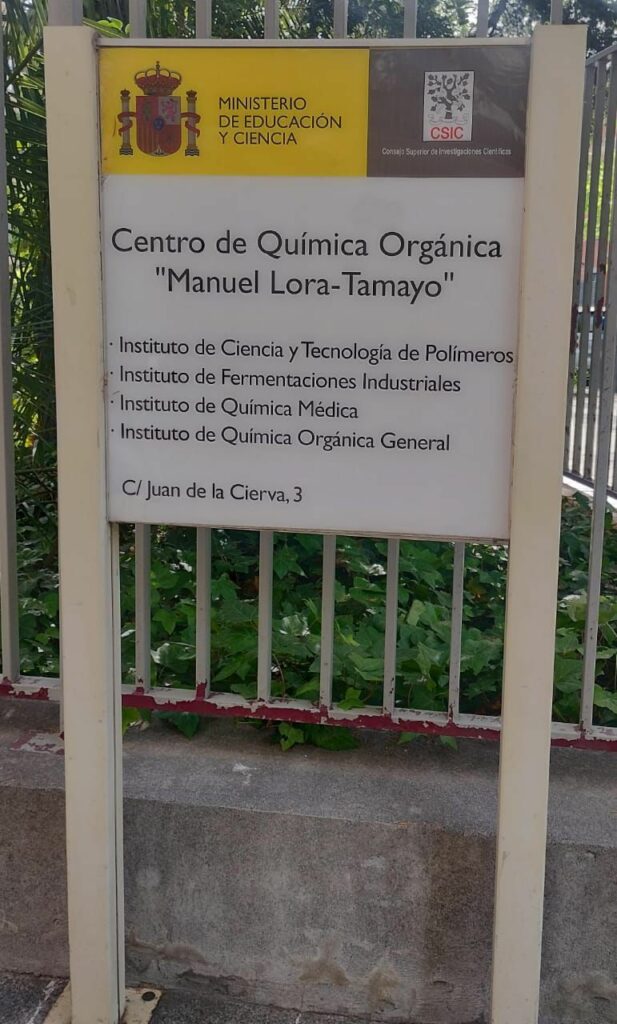 MINISTERIO
DE EDUCACIÓN
Y CIENCIA
CSIC
Consejo Superior de Investigaciones Científicas
Centro de Química Orgánica
"Manuel Lora-Tamayo"
· Instituto de Ciencia y Tecnología de Polímeros
· Instituto de Fermentaciones Industriales
· Instituto de Química Médica
· Instituto de Química Orgánica General
C/ Juan de la Cierva, 3